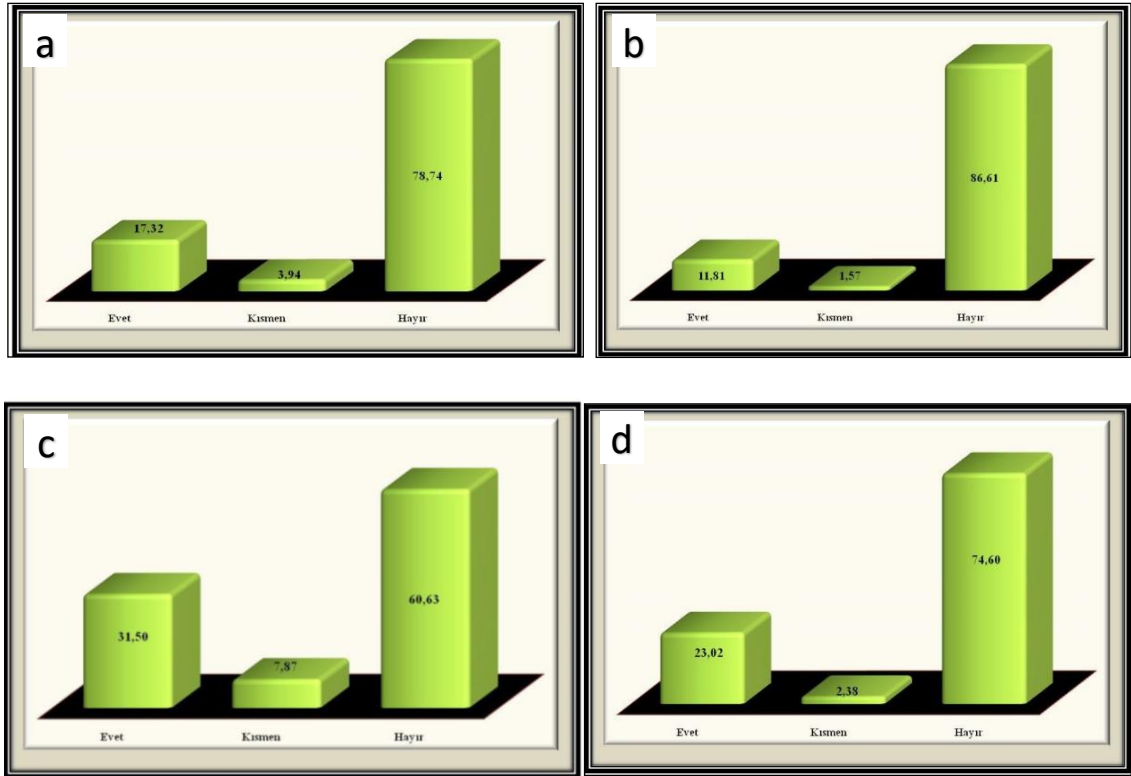 a
17,32
3,94
78,74
Evet Kısmen Hayır
b
11,81
1,57
86,61
Evet Kısmen Hayır
c
31,50
7,87
60,63
Evet Kısmen Hayır
d
23,02
2,38
74,60
Evet Kısmen Hayır